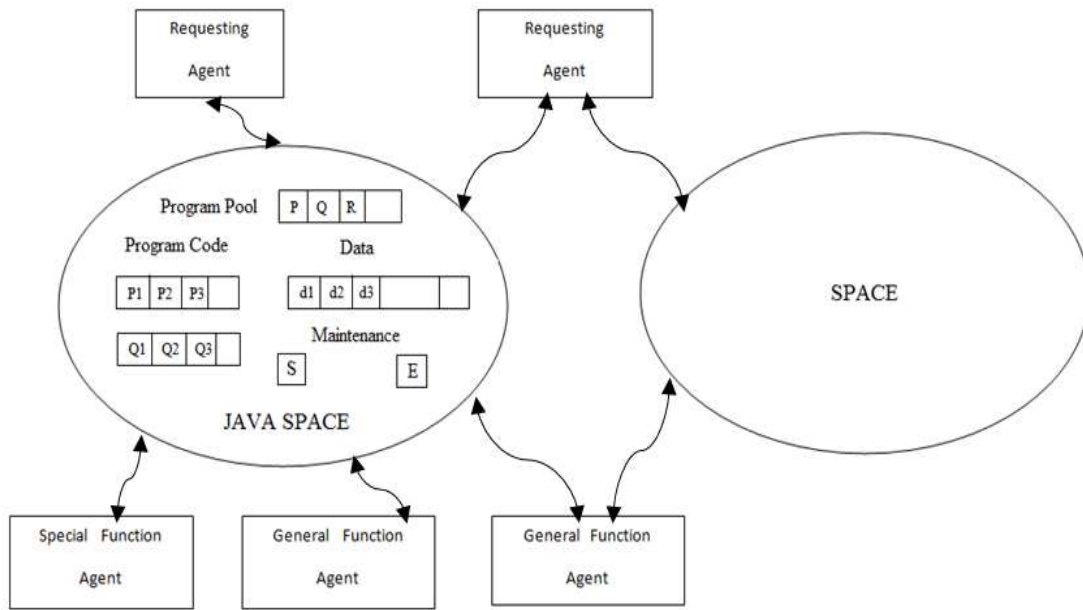 Requesting
Agent
Requesting
Agent
Program Pool
P Q R
Program Code
Data
P1 P2 P3
d1 d2 d3
Q1 Q2 Q3
Maintenance
S E
JAVA SPACE
SPACE
Special Function
Agent
General Function
Agent
General Function
Agent